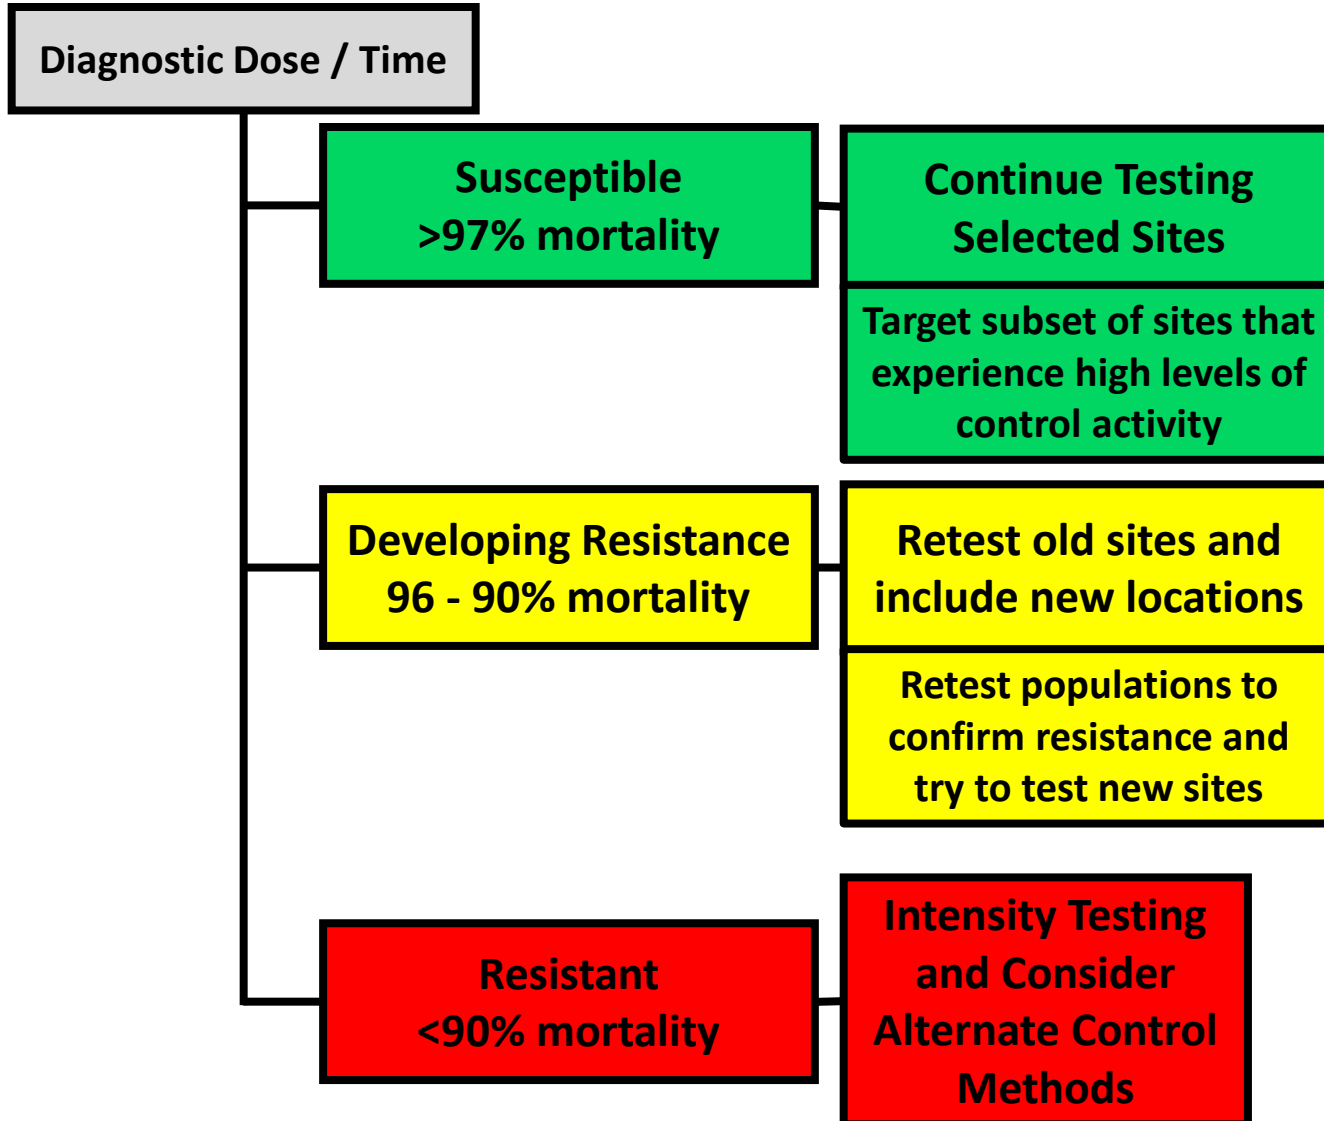 Diagnostic Dose / Time
Susceptible
>97% mortality
Continue Testing
Selected Sites
Target subset of sites that
experience high levels of
control activity
Developing Resistance
96 - 90% mortality
Retest old sites and
include new locations
Retest populations to
confirm resistance and
try to test new sites
Resistant
<90% mortality
Intensity Testing
and Consider
Alternate Control
Methods